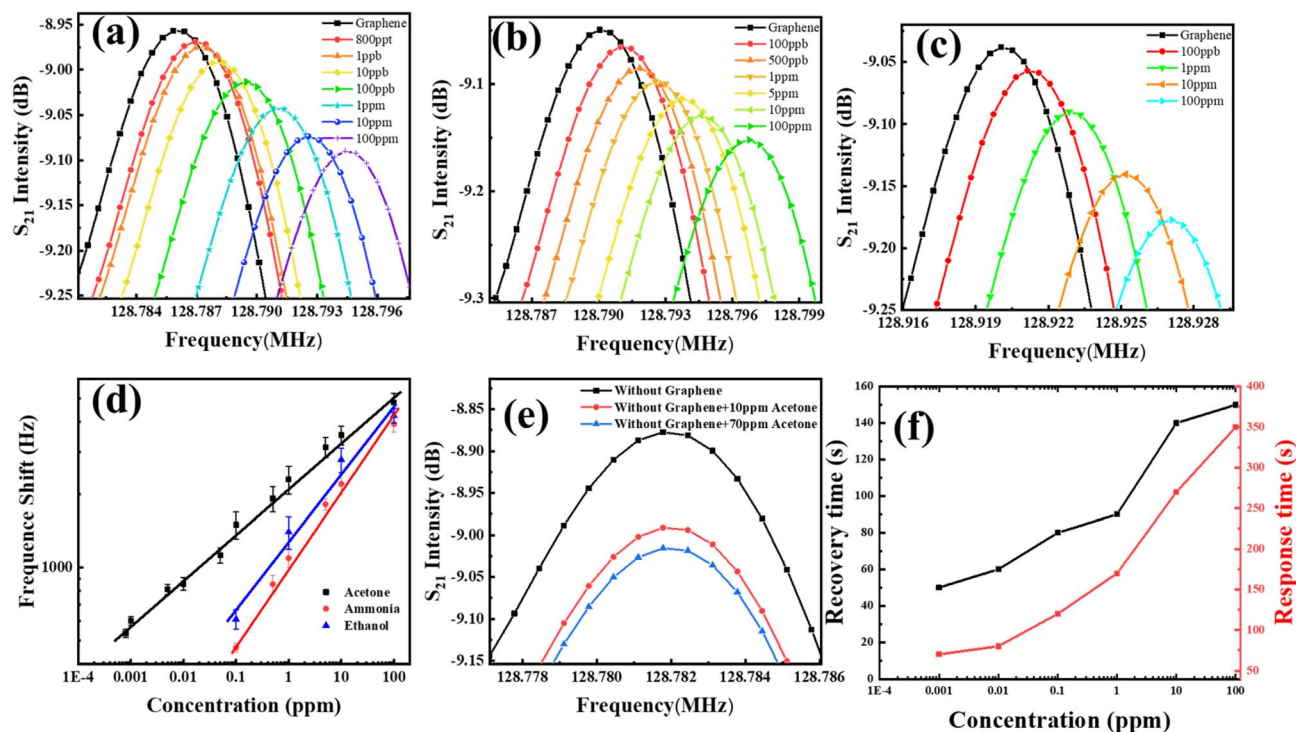 (a)
Graphene
800ppt
1ppb
10ppb
100ppb
1ppm
10ppm
100ppm
-8.95
-9.00
-9.05
-9.10
-9.15
-9.20
-9.25
S21 Intensity (dB)
128.784 128.787 128.790 128.793 128.796
Frequency(MHz)
(b)
Graphene
100ppb
500ppb
1ppm
5ppm
10ppm
100ppm
-9.1
-9.2
-9.3
S21 Intensity (dB)
128.787 128.790 128.793 128.796 128.799
Frequency(MHz)
(c)
Graphene
100ppb
1ppm
10ppm
100ppm
-9.05
-9.10
-9.15
-9.20
-9.25
S21 Intensity (dB)
128.916 128.919 128.922 128.925 128.928
Frequency(MHz)
(d)
Frequence Shift (Hz)
1000
Acetone
Ammonia
Ethanol
1E-4 0.001 0.01 0.1 1 10 100
Concentration (ppm)
(e)
Without Graphene
Without Graphene+10ppm Acetone
Without Graphene+70ppm Acetone
-8.85
-8.90
-8.95
-9.00
-9.05
-9.10
-9.15
S21 Intensity (dB)
128.778 128.780 128.782 128.784 128.786
Frequency(MHz)
(f)
160
140
120
100
80
60
40
20
0
Recovery time (s)
400
350
300
250
200
150
100
50
Response time (s)
1E-4 0.001 0.01 0.1 1 10 100
Concentration (ppm)